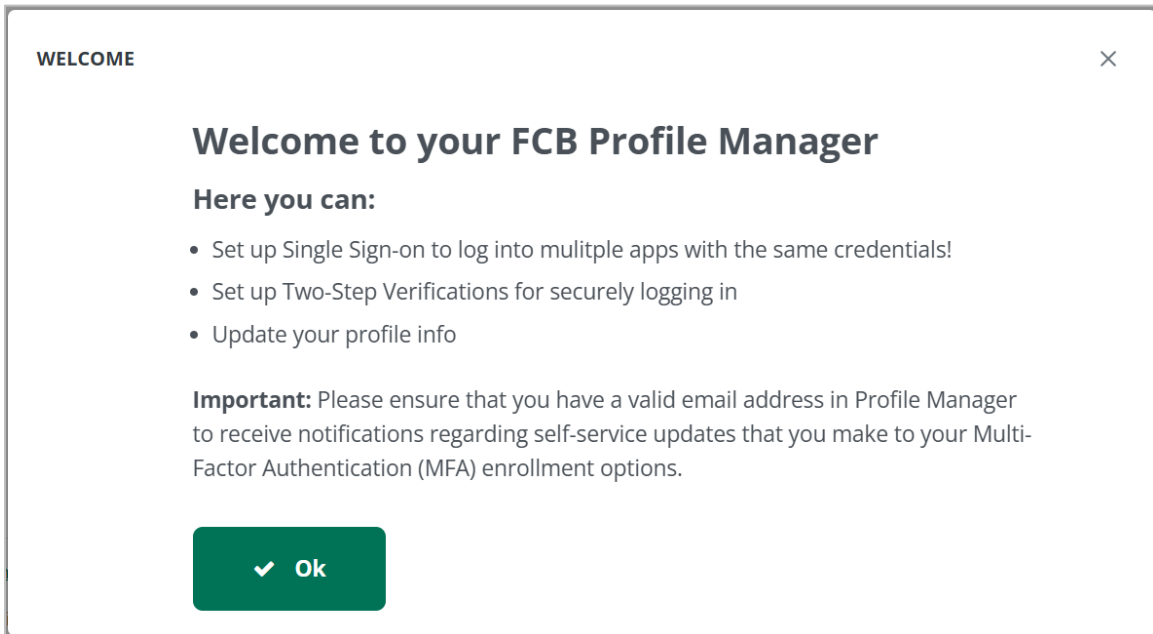 WELCOME
Welcome to your FCB Profile Manager
Here you can:
• Set up Single Sign-on to log into mulitple apps with the same credentials!
• Set up Two-Step Verifications for securely logging in
• Update your profile info
Important: Please ensure that you have a valid email address in Profile Manager
to receive notifications regarding self-service updates that you make to your Multi-
Factor Authentication (MFA) enrollment options.
Ok